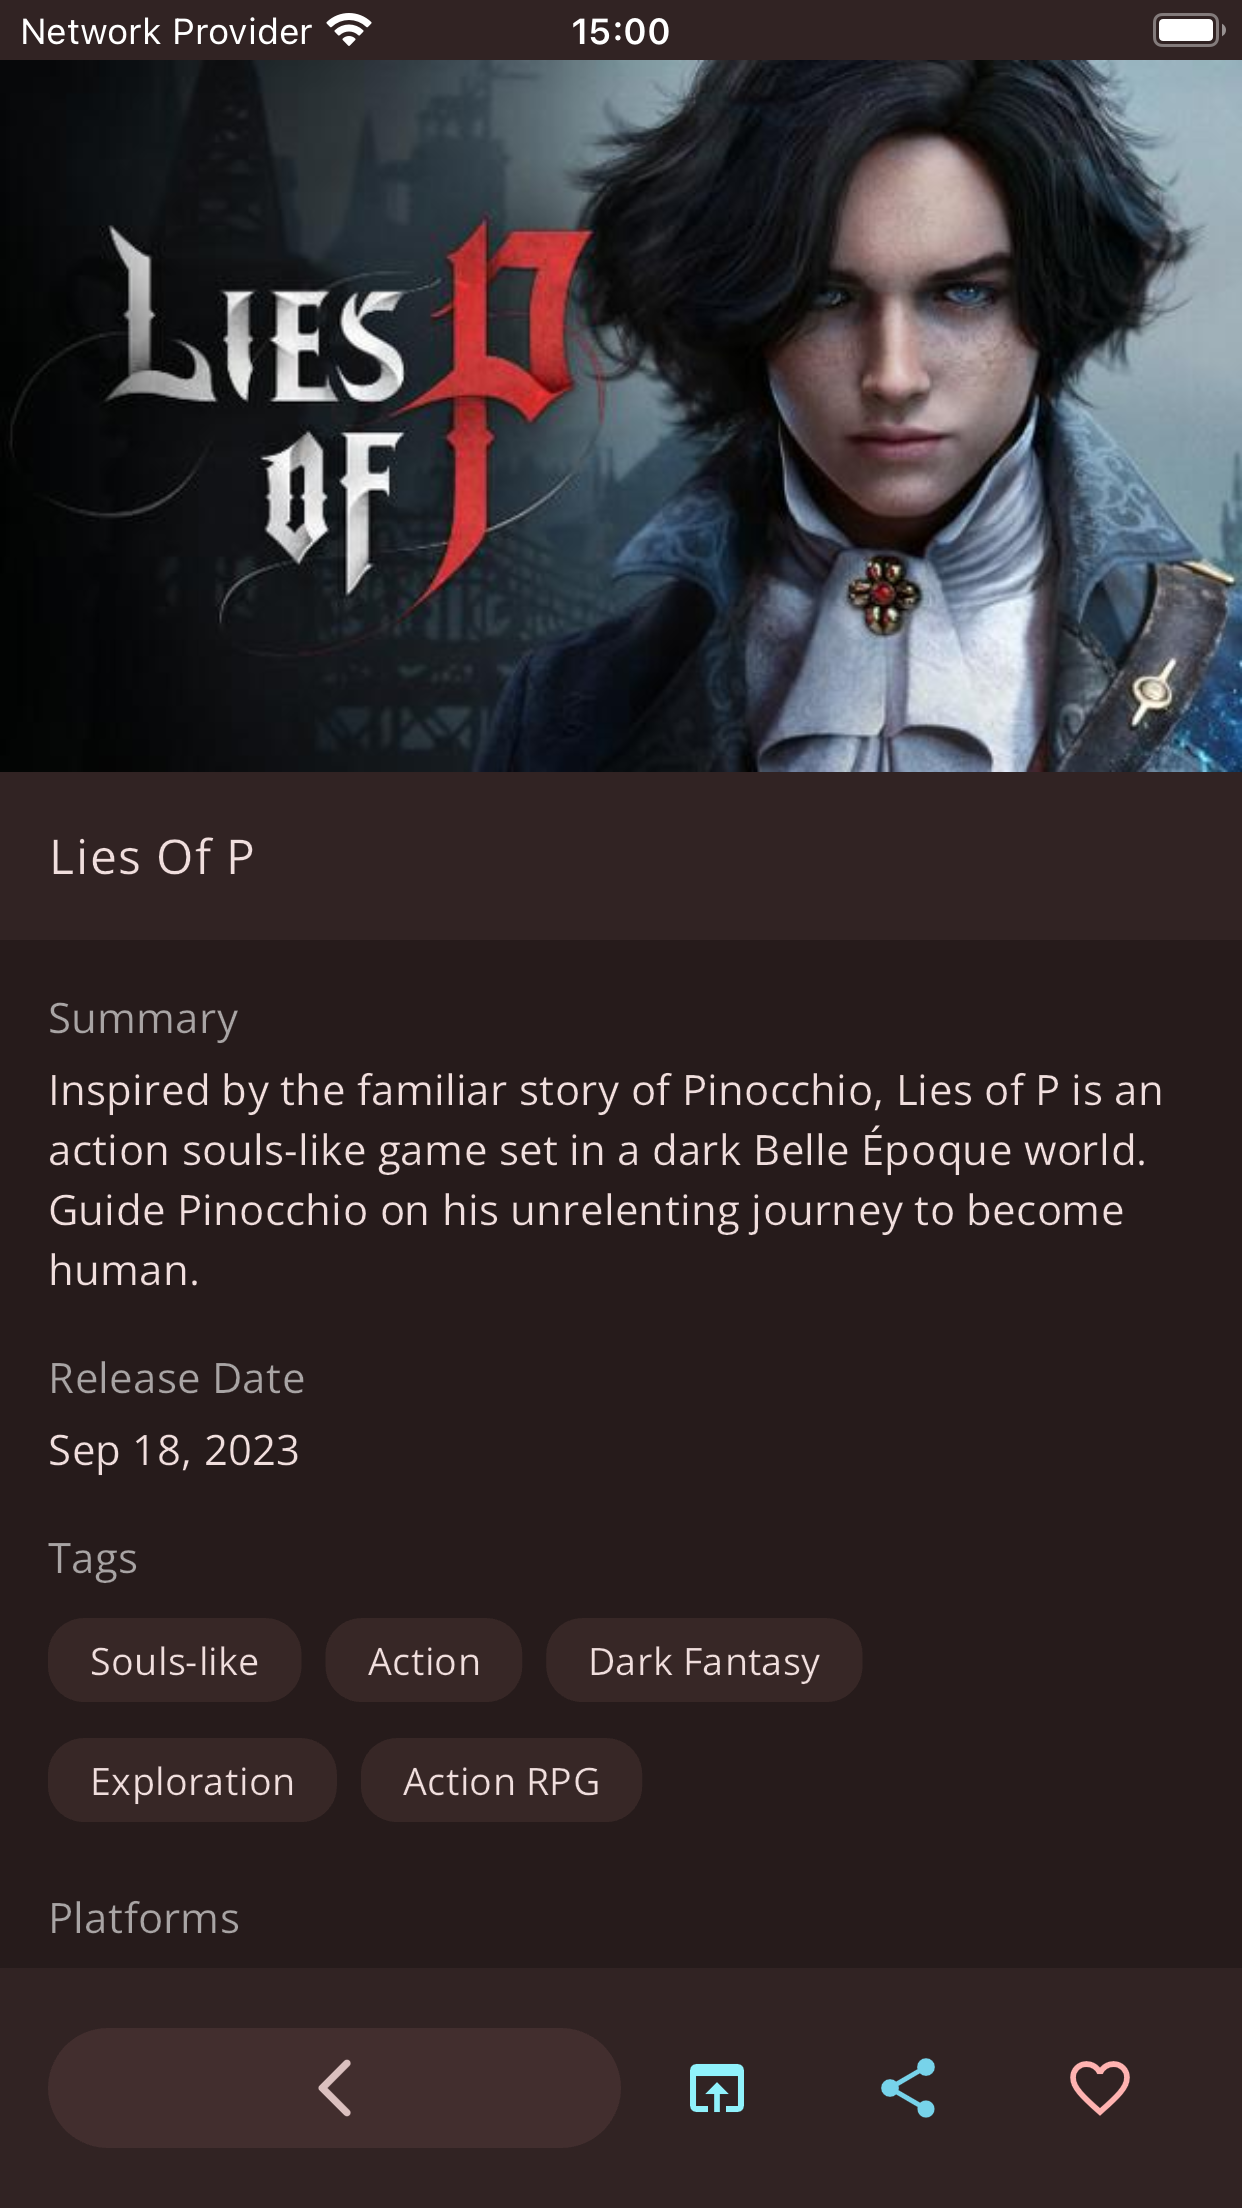 Network Provider 15:00
LIES
OF P
Lies Of P
Summary
Inspired by the familiar story of Pinocchio, Lies of P is an
action souls-like game set in a dark Belle Époque world.
Guide Pinocchio on his unrelenting journey to become
human.
Release Date
Sep 18, 2023
Tags
Souls-like Action Dark Fantasy
Exploration Action RPG
Platforms